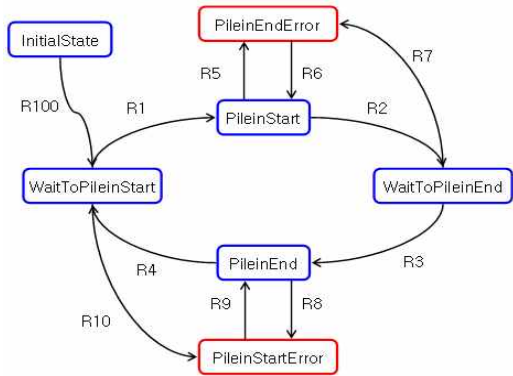 PileinEndError
InitialState
R5
R6
R7
R100
R1
PileinStart
R2
WaitToPileinStart
WaitToPileinEnd
R4
PileinEnd
R3
R10
R9
R8
PileinStartError